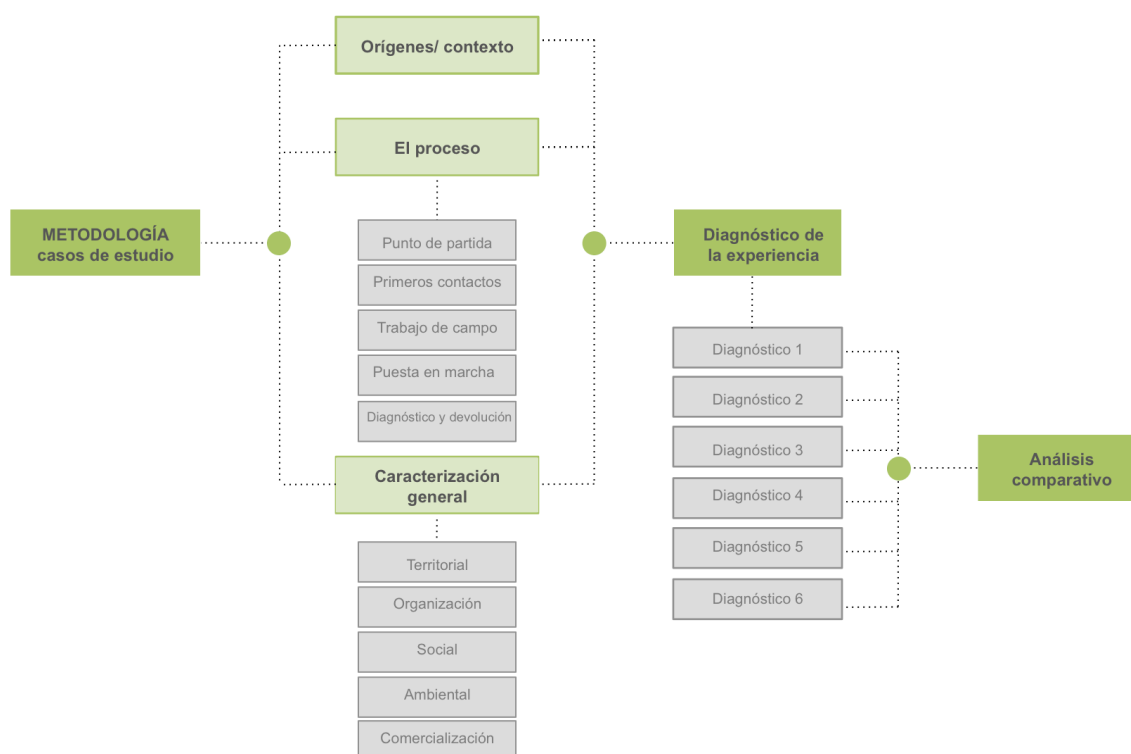 METODOLOGÍA
casos de estudio
Orígenes/ contexto
El proceso
Punto de partida
Primeros contactos
Trabajo de campo
Puesta en marcha
Diagnóstico y devolución
Caracterización
general
Territorial
Organización
Social
Ambiental
Comercialización
Diagnóstico de
la experiencia
Diagnóstico 1
Diagnóstico 2
Diagnóstico 3
Diagnóstico 4
Diagnóstico 5
Diagnóstico 6
Análisis
comparativo